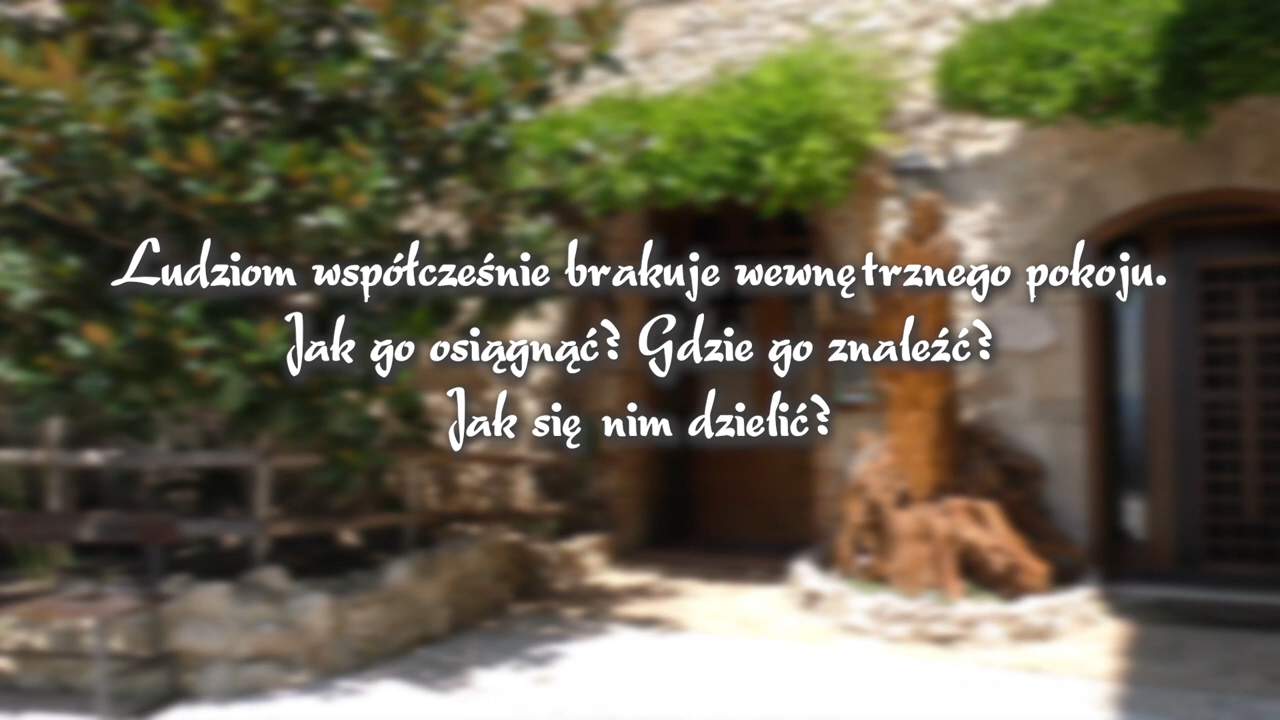 Ludziom współcześnie brakuje wewnętrznego pokoju.
Jak go osiągnąć? Gdzie go znaleźć?
Jak się nim dzielić?